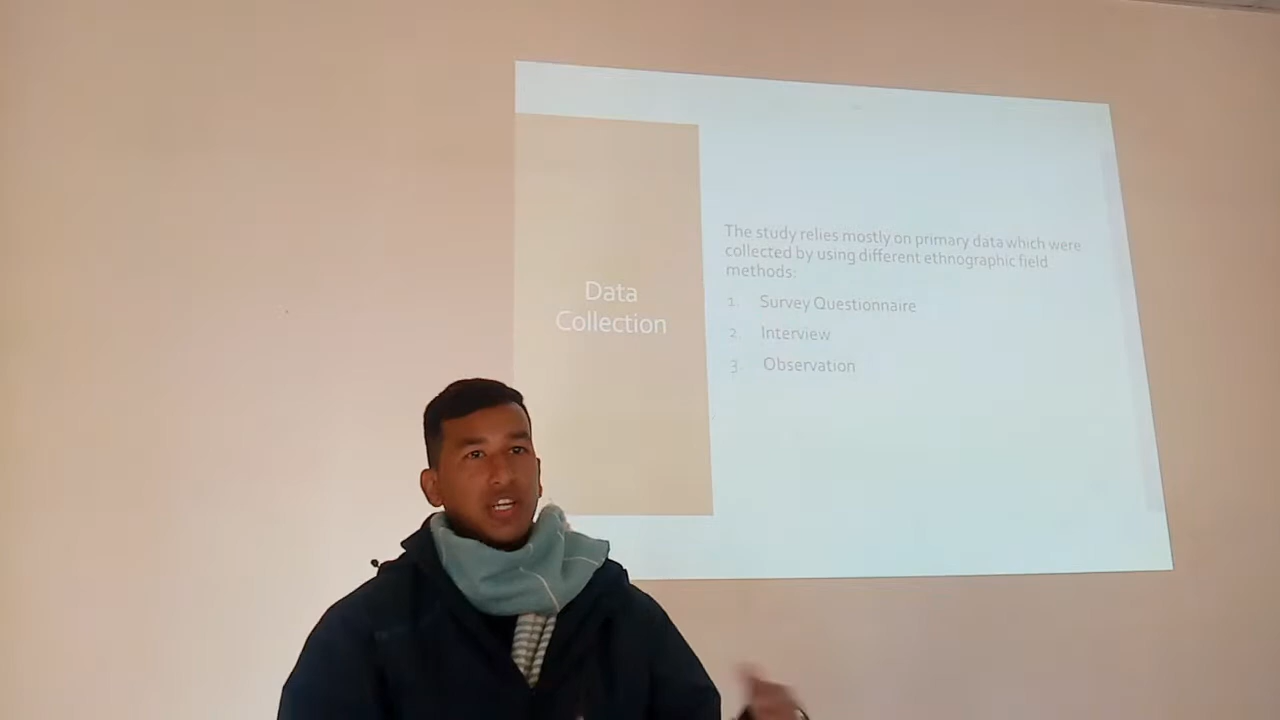 Data
Collection
The study relies mostly on primary data which were
collected by using different ethnographic field
methods:
1. Survey Questionnaire
2. Interview
3. Observation